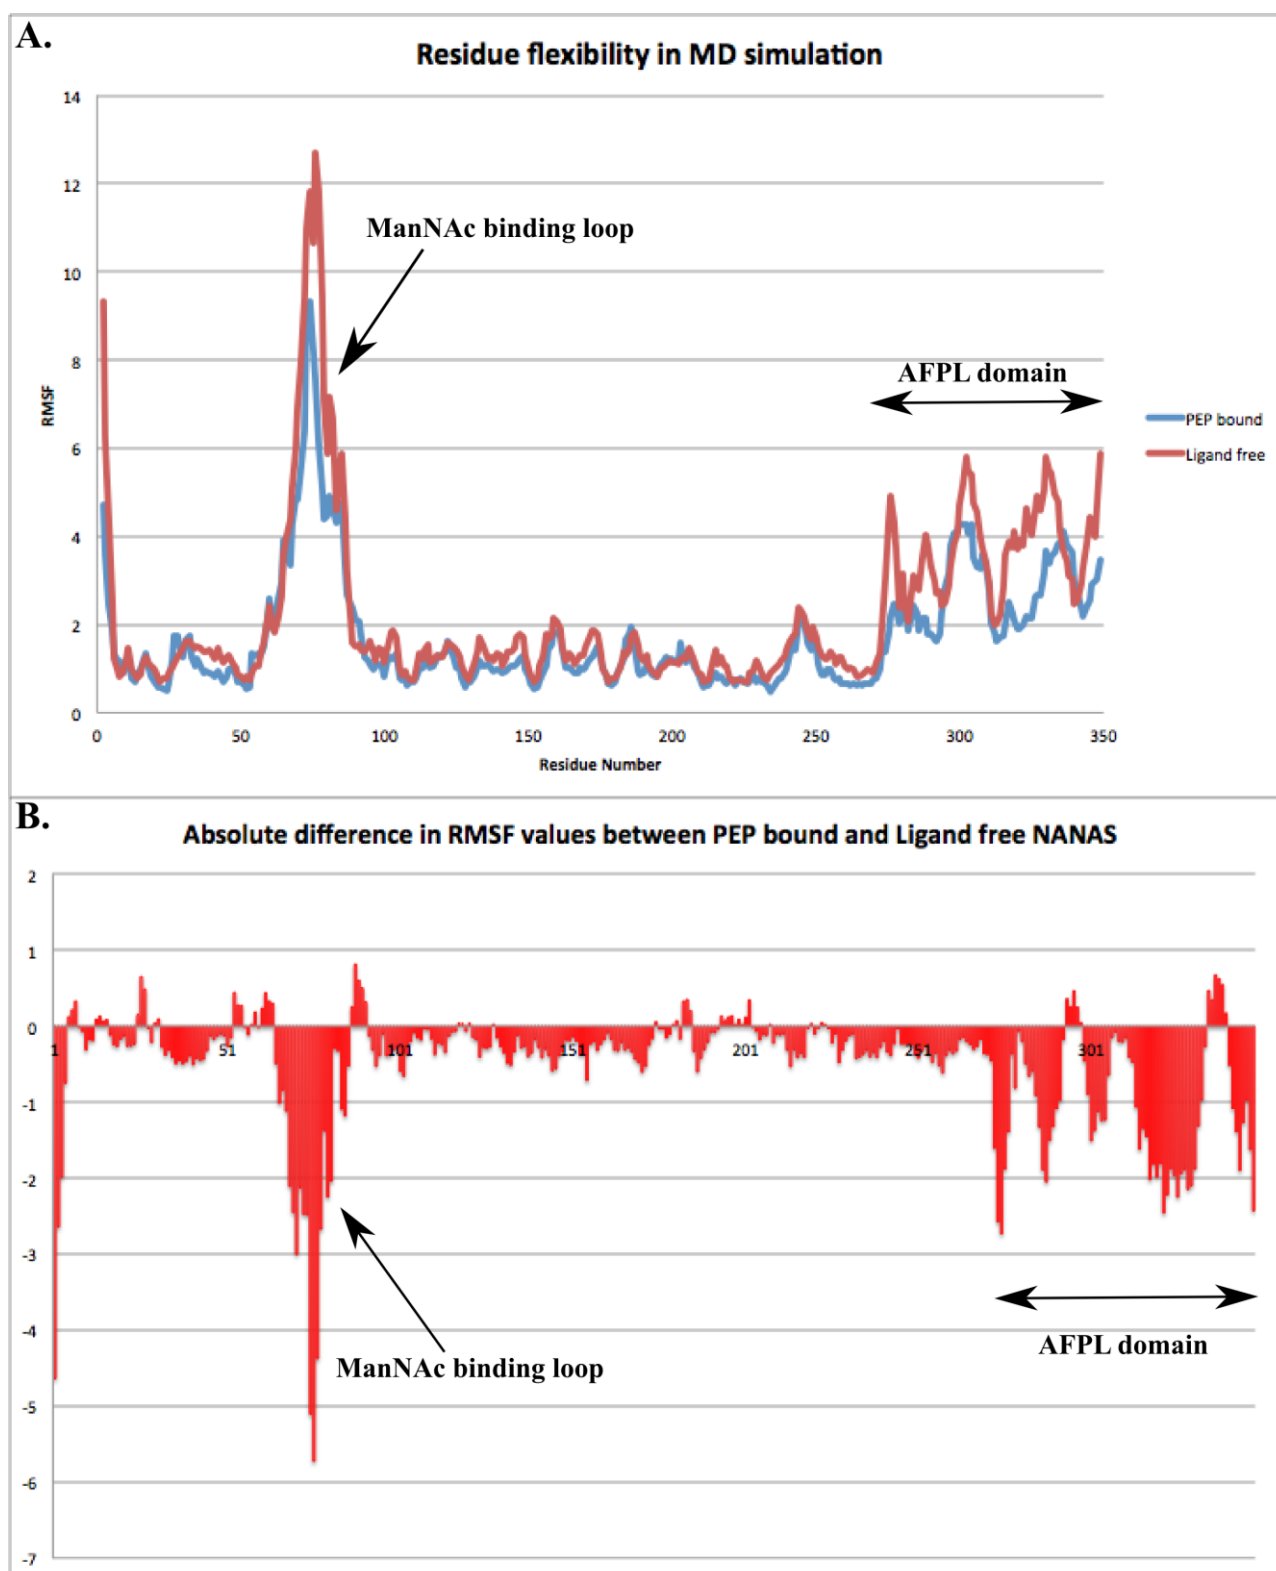 A.
Residue flexibility in MD simulation
14
12
10
8
6
4
2
0
RMSF
ManNAc binding loop
AFPL domain
PEP bound
Ligand free
0 50 100 150 200 250 300 350
Residue Number
B.
Absolute difference in RMSF values between PEP bound and Ligand free NANAS
2
1
0
-1
-2
-3
-4
-5
-6
-7
1 51 101 151 201 251 301
ManNAc binding loop
AFPL domain